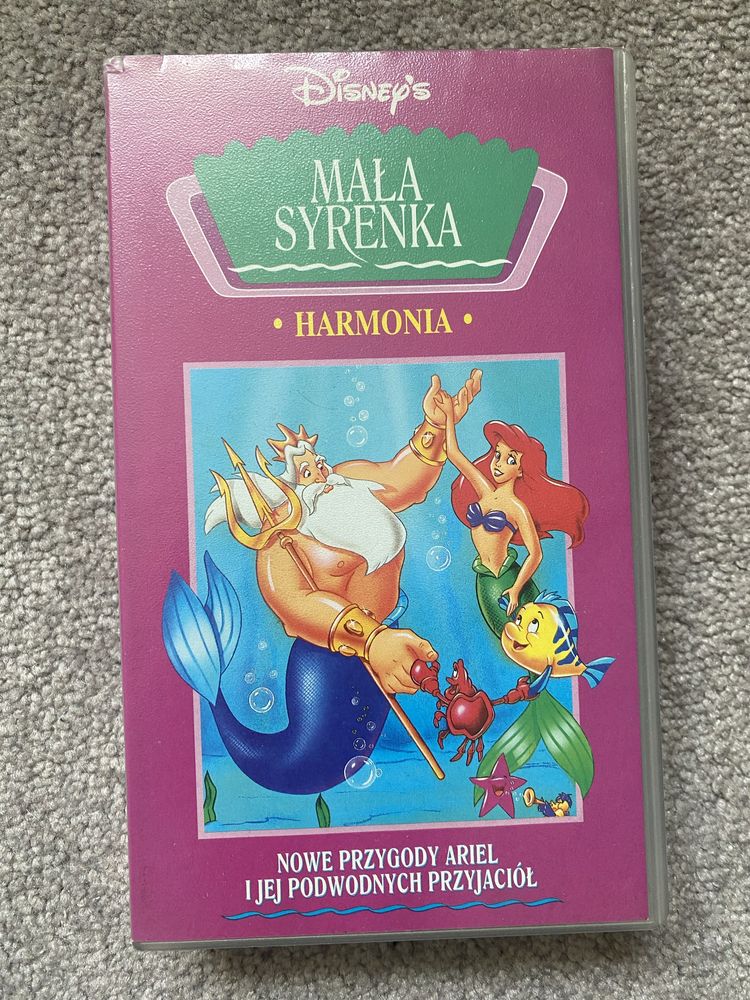 Disney's
MAŁA
SYRENKA
• HARMONIA •
NOWE PRZYGODY ARIEL
I JEJ PODWODNYCH PRZYJACIÓŁ